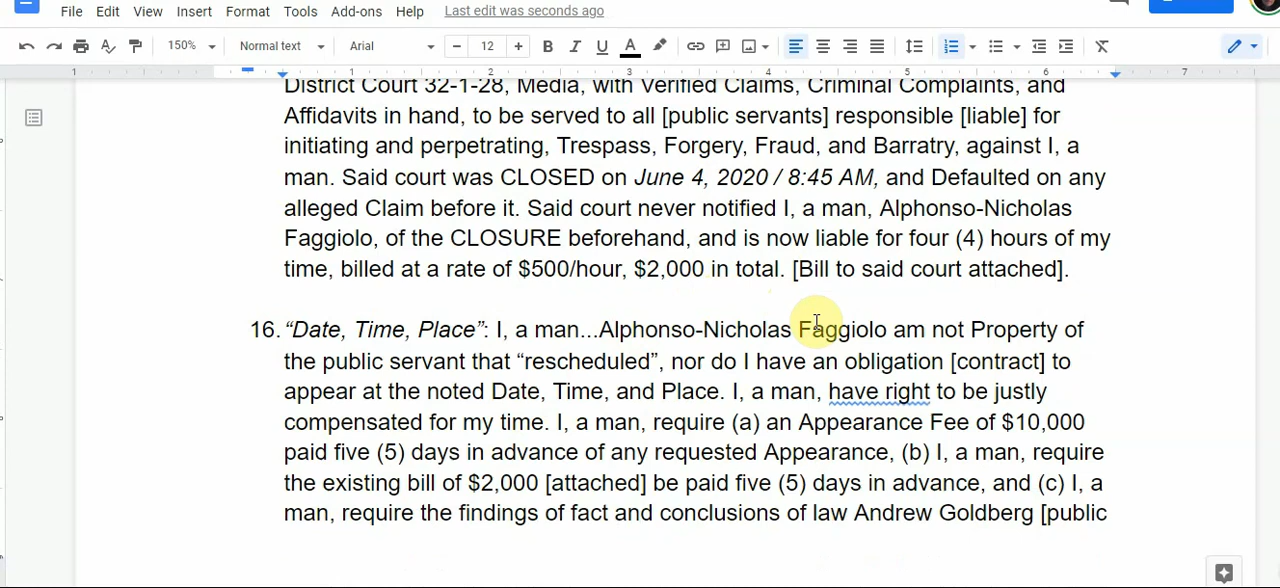 File Edit View Insert Format Tools Add-ons Help Last edit was seconds ago
150% Normal text Arial 12 B I U A
1 1 2 3 4 5 6 7
District Court 32-1-28, Media, with Verified Claims, Criminal Complaints, and
Affidavits in hand, to be served to all [public servants] responsible [liable] for
initiating and perpetrating, Trespass, Forgery, Fraud, and Barratry, against I, a
man. Said court was CLOSED on June 4, 2020 / 8:45 AM, and Defaulted on any
alleged Claim before it. Said court never notified I, a man, Alphonso-Nicholas
Faggiolo, of the CLOSURE beforehand, and is now liable for four (4) hours of my
time, billed at a rate of $500/hour, $2,000 in total. [Bill to said court attached].
16. “Date, Time, Place”: I, a man...Alphonso-Nicholas Faggiolo am not Property of
the public servant that “rescheduled”, nor do I have an obligation [contract] to
appear at the noted Date, Time, and Place. I, a man, have right to be justly
compensated for my time. I, a man, require (a) an Appearance Fee of $10,000
paid five (5) days in advance of any requested Appearance, (b) I, a man, require
the existing bill of $2,000 [attached] be paid five (5) days in advance, and (c) I, a
man, require the findings of fact and conclusions of law Andrew Goldberg [public